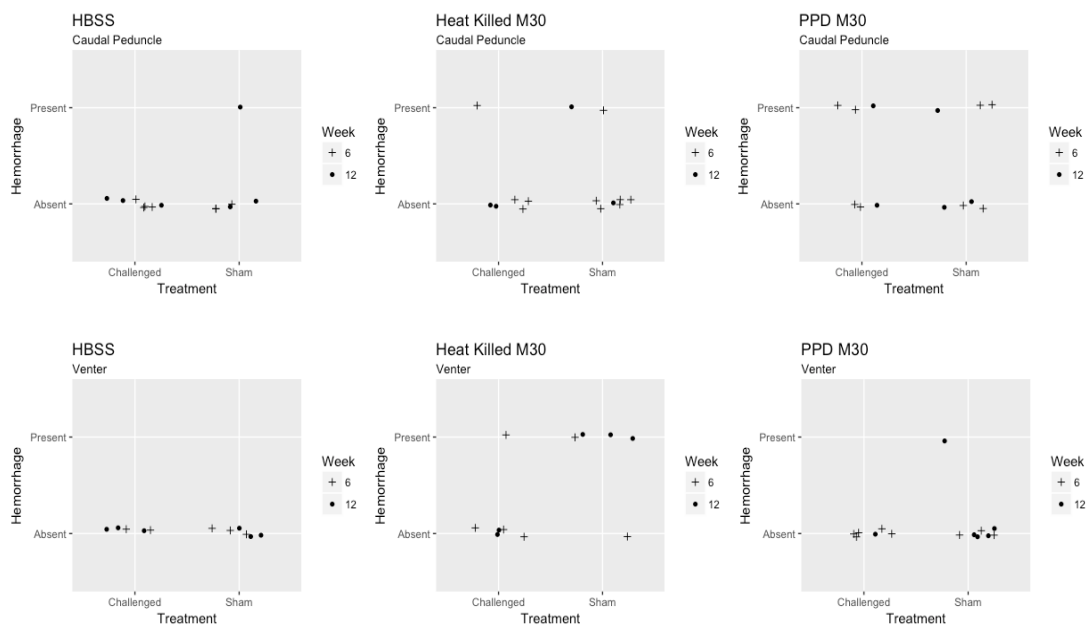 HBSS
Caudal Peduncle
Present
Absent
Hemorrhage
Challenged Sham
Treatment
Week
6
12
Heat Killed M30
Caudal Peduncle
Present
Absent
Hemorrhage
Challenged Sham
Treatment
Week
6
12
PPD M30
Caudal Peduncle
Present
Absent
Hemorrhage
Challenged Sham
Treatment
Week
6
12
HBSS
Venter
Present
Absent
Hemorrhage
Challenged Sham
Treatment
Week
6
12
Heat Killed M30
Venter
Present
Absent
Hemorrhage
Challenged Sham
Treatment
Week
6
12
PPD M30
Venter
Present
Absent
Hemorrhage
Challenged Sham
Treatment
Week
6
12